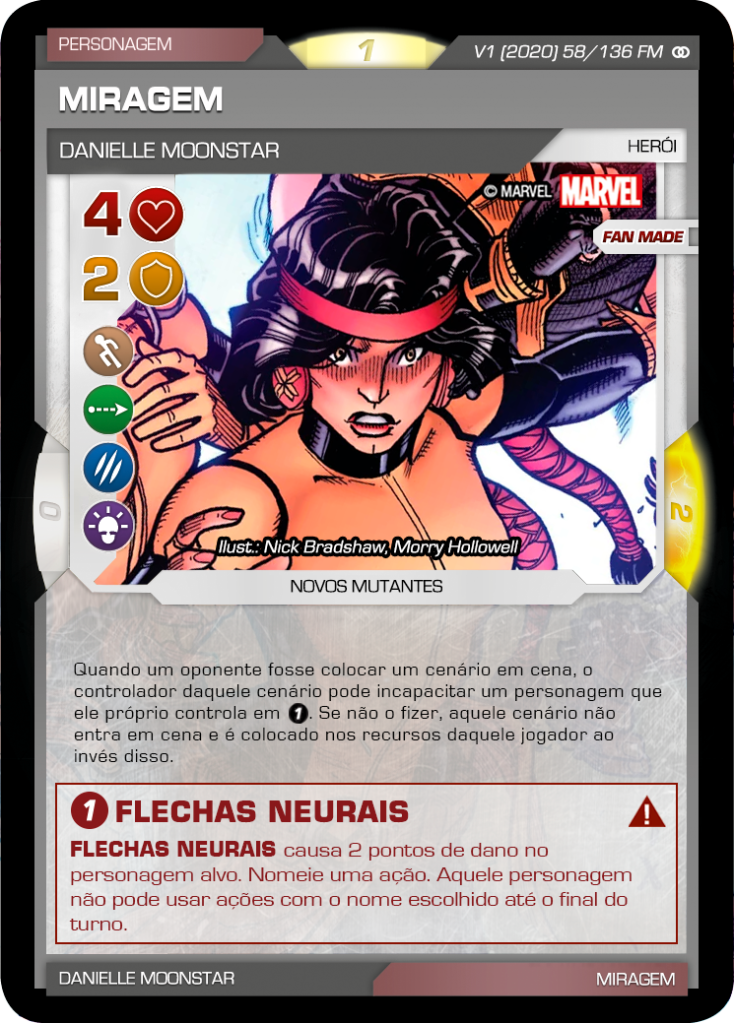 PERSONAGEM
1
V1 (2020) 58/136 FM
MIRAGEM
DANIELLE MOONSTAR
HERÓI
© MARVEL MARVEL
FAN MADE
4
2
0
2
Ilust.: Nick Bradshaw, Morry Hollowell
NOVOS MUTANTES
Quando um oponente fosse colocar um cenário em cena, o
controlador daquele cenário pode incapacitar um personagem que
ele próprio controla em 1. Se não o fizer, aquele cenário não
entra em cena e é colocado nos recursos daquele jogador ao
invés disso.
1 FLECHAS NEURAIS
FLECHAS NEURAIS causa 2 pontos de dano no
personagem alvo. Nomeie uma ação. Aquele personagem
não pode usar ações com o nome escolhido até o final do
turno.
DANIELLE MOONSTAR
MIRAGEM